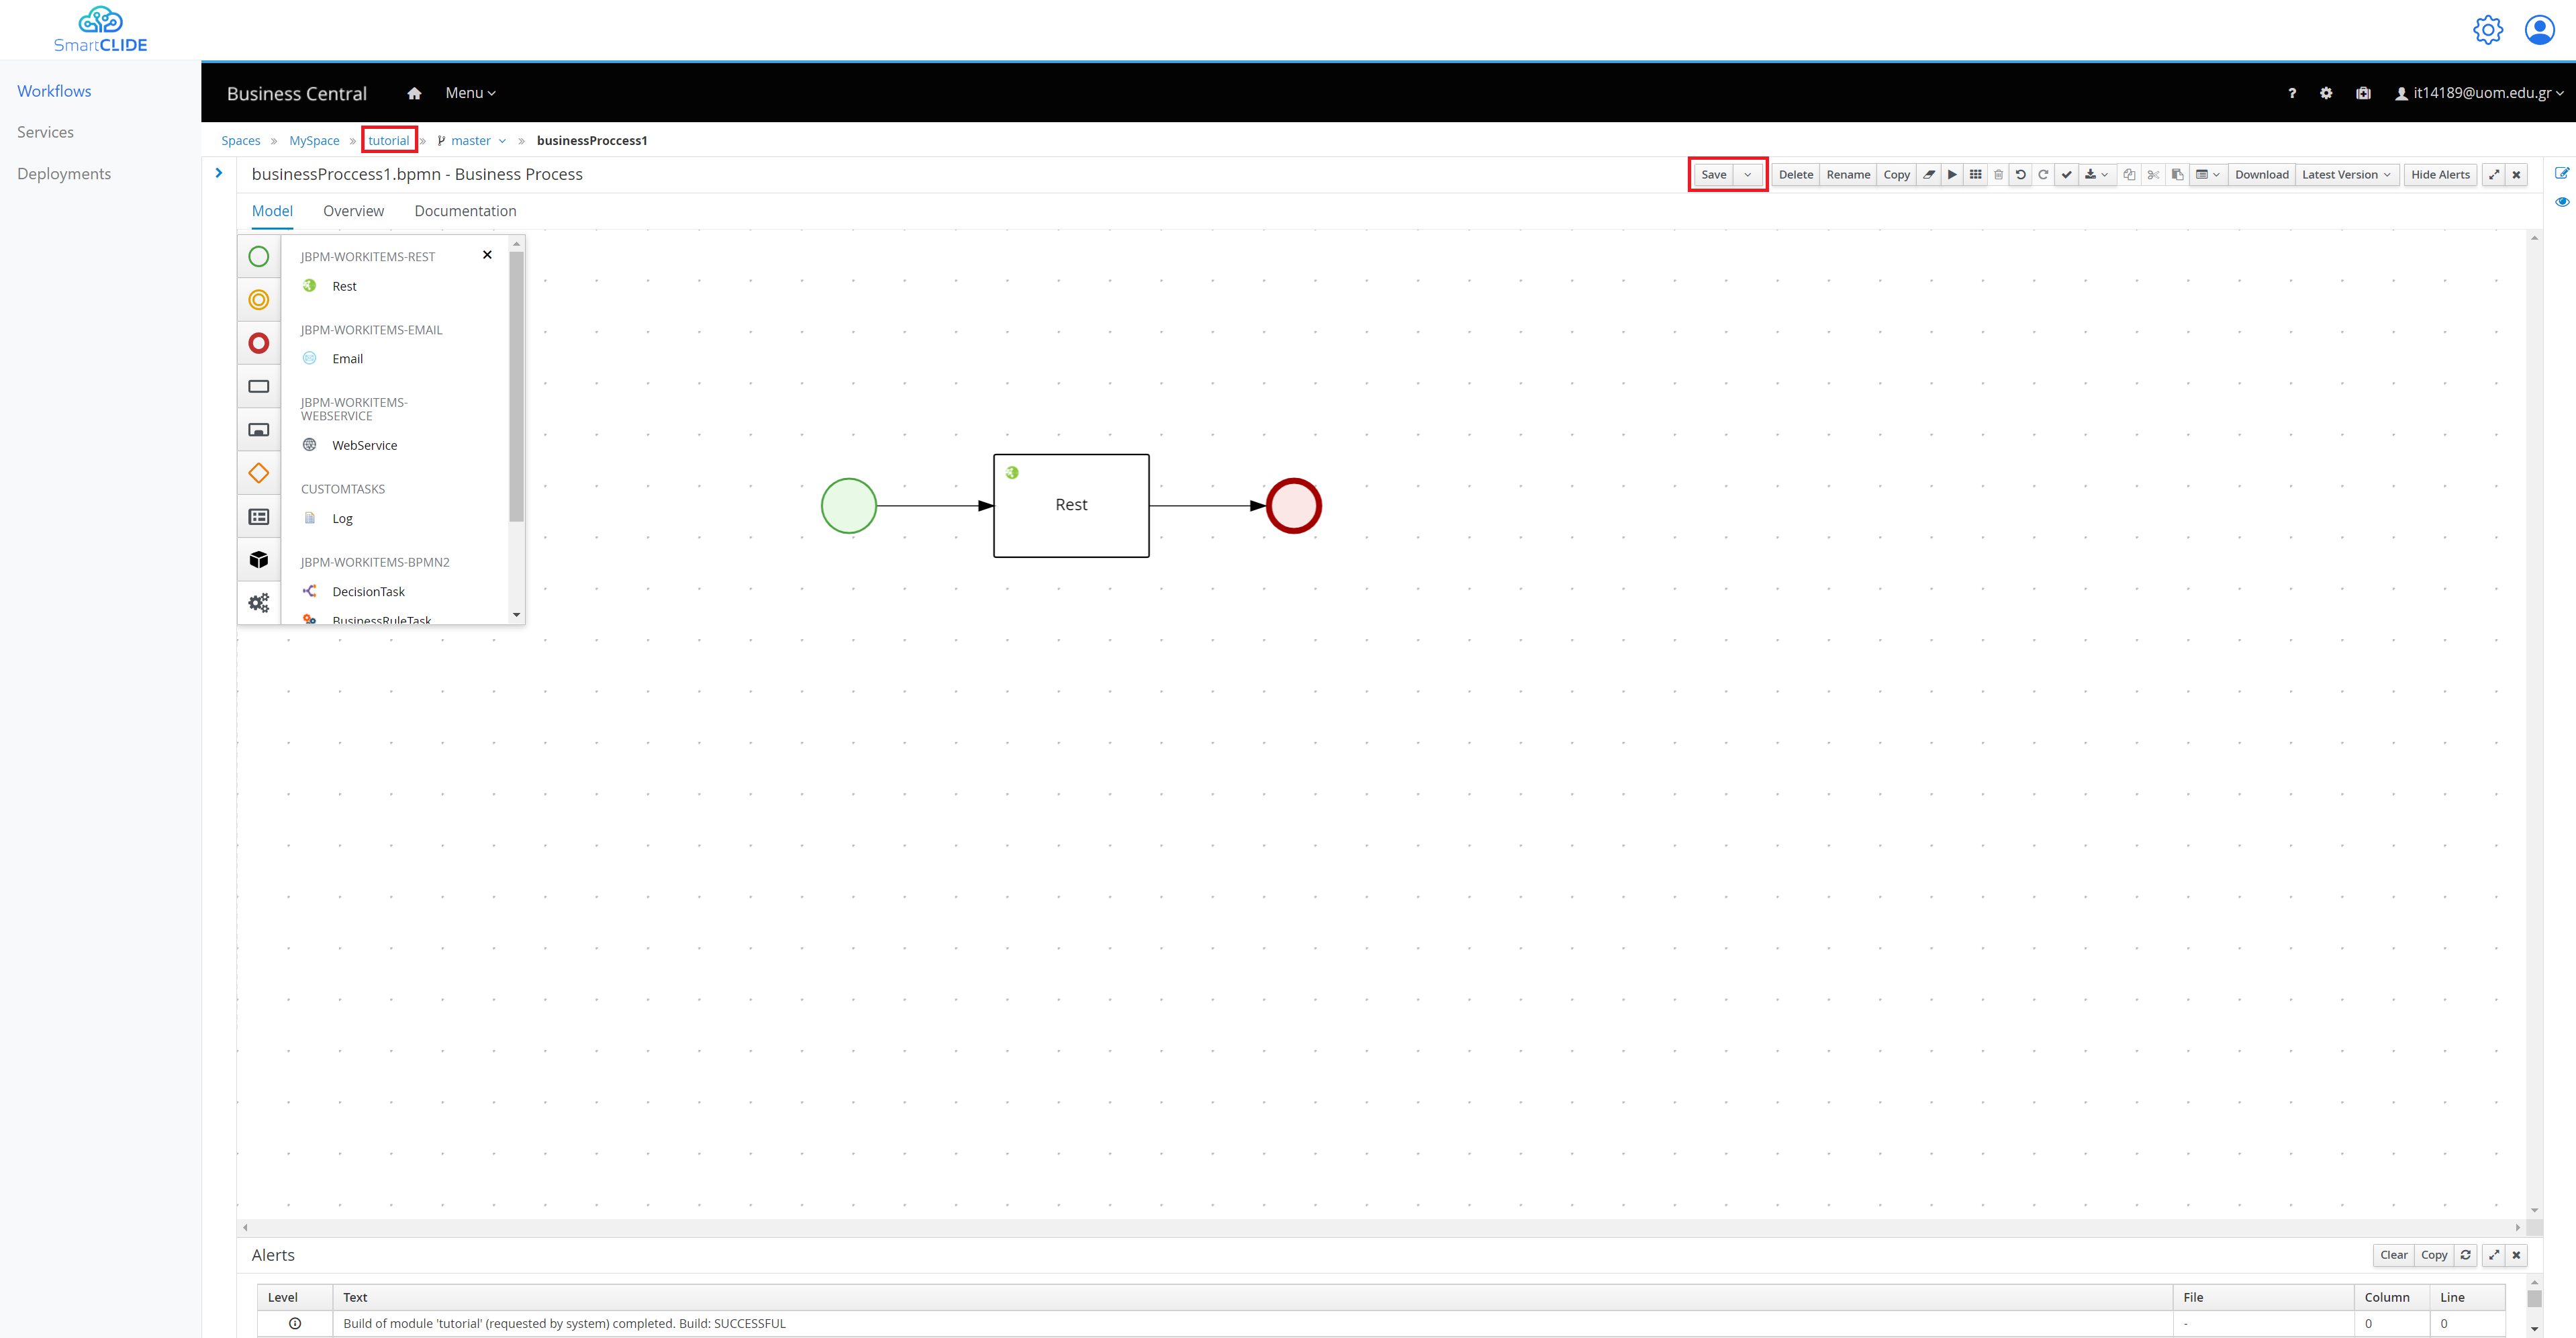 SmartCLIDE
Workflows
Services
Deployments
Business Central
Menu
?
it14189@uom.edu.gr
Spaces » MySpace » tutorial » master » businessProccess1
businessProccess1.bpmn - Business Process
Save
Delete
Rename
Copy
Download
Latest Version
Hide Alerts
Model
Overview
Documentation
JBPM-WORKITEMS-REST
Rest
JBPM-WORKITEMS-EMAIL
Email
JBPM-WORKITEMS-
WEBSERVICE
WebService
CUSTOMTASKS
Log
JBPM-WORKITEMS-BPMN2
DecisionTask
BusinessRuleTask
Rest
Alerts
Clear
Copy
Level Text File Column Line
Build of module 'tutorial' (requested by system) completed. Build: SUCCESSFUL - 0 0